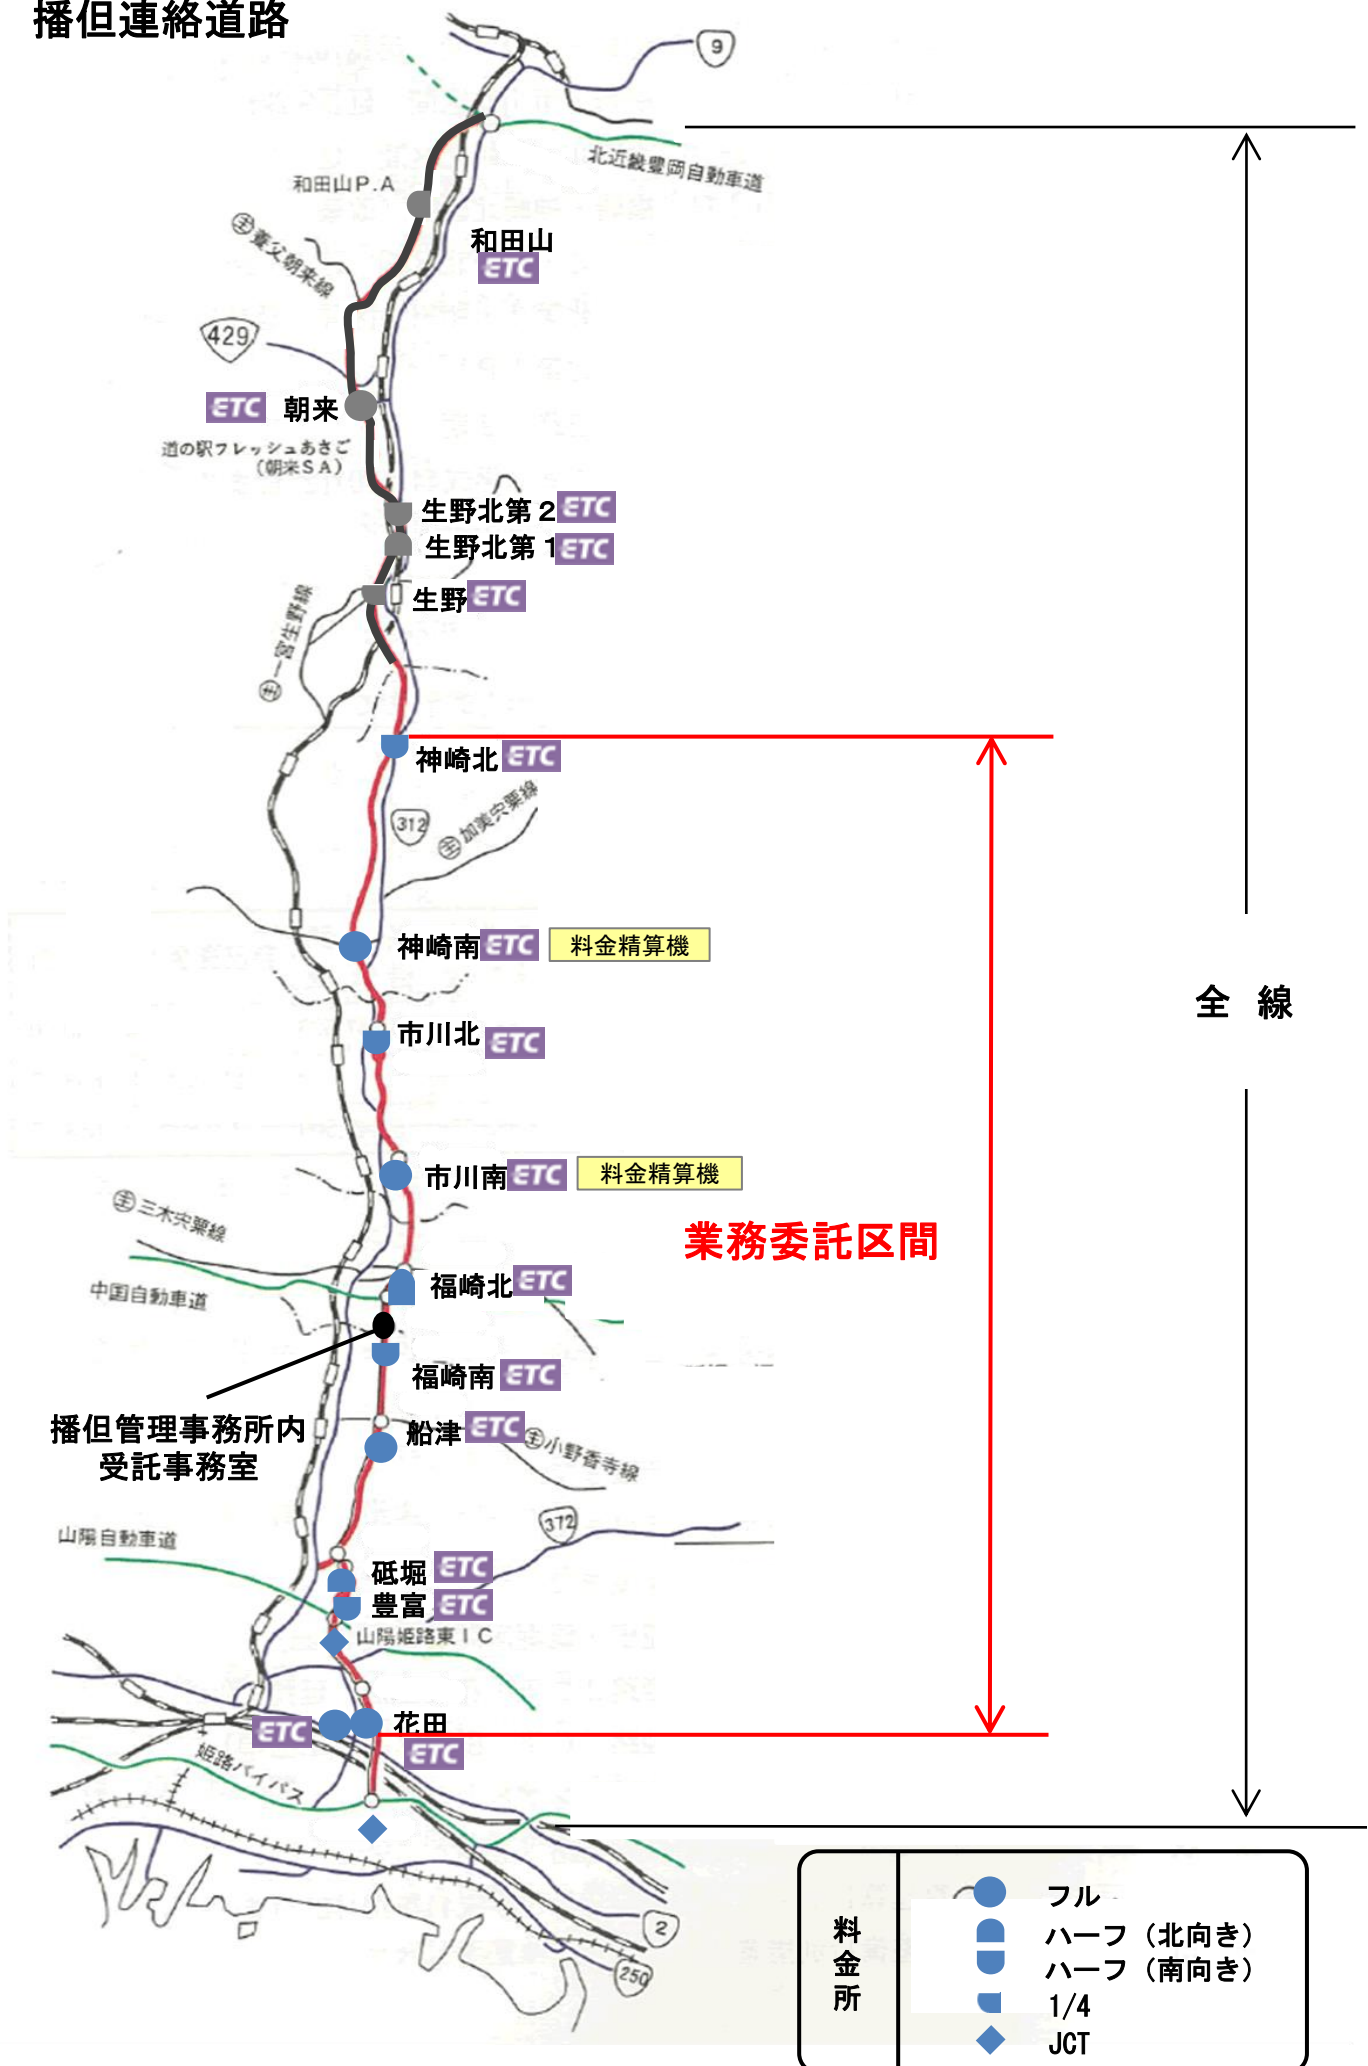 播但連絡道路
9
北近畿豊岡自動車道
和田山P.A
和田山
ETC
主養父朝来線
429
ETC 朝来
道の駅フレッシュあさご
（朝来SA）
生野北第２ ETC
生野北第１ ETC
生野 ETC
主一宮生野線
神崎北 ETC
312
主加美宍粟線
神崎南 ETC 料金精算機
全 線
市川北 ETC
市川南 ETC 料金精算機
主三木宍粟線
業務委託区間
福崎北 ETC
中国自動車道
福崎南 ETC
播但管理事務所内
受託事務室
船津 ETC
主小野香寺線
372
山陽自動車道
砥堀 ETC
豊富 ETC
山陽姫路東IC
ETC 花田
ETC
姫路バイパス
2
250
料金所
フル
ハーフ（北向き）
ハーフ（南向き）
1/4
JCT